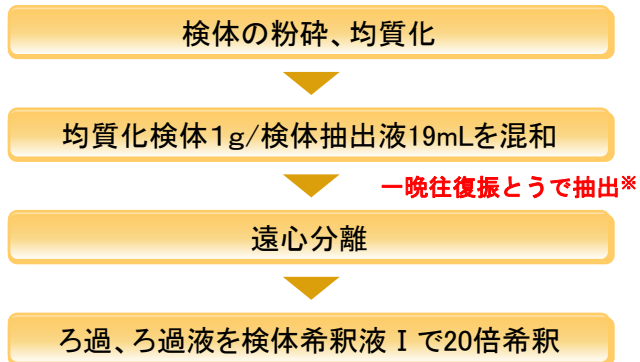 検体の粉砕、均質化
均質化検体1g/検体抽出液19mLを混和
一晩往復振とうで抽出※
遠心分離
ろ過、ろ過液を検体希釈液Ⅰで20倍希釈